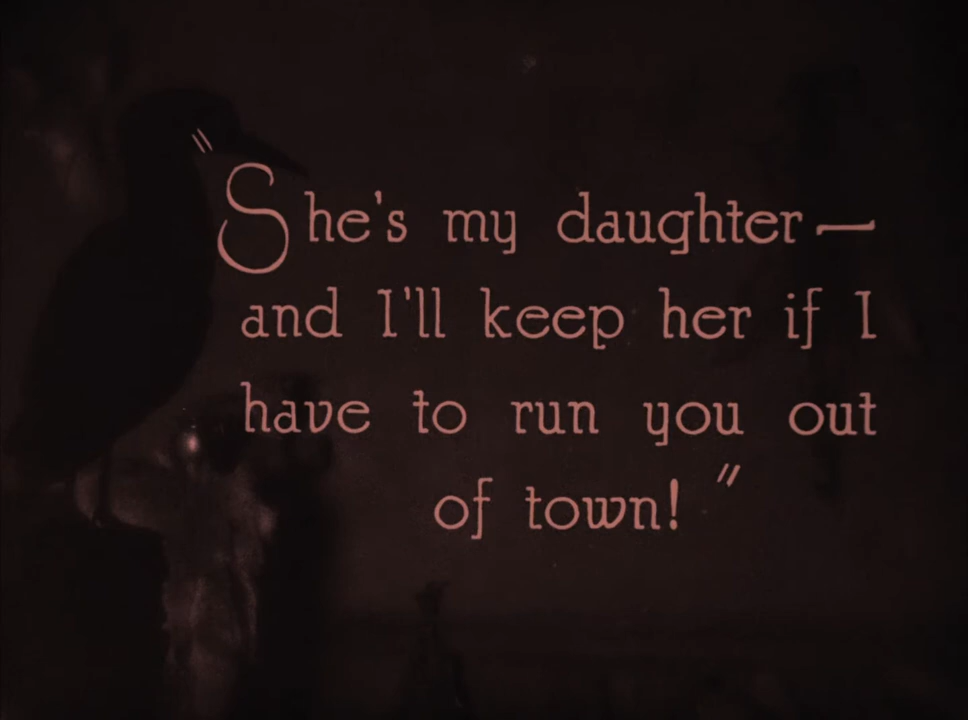 "She's my daughter—
and I'll keep her if I
have to run you out
of town!"